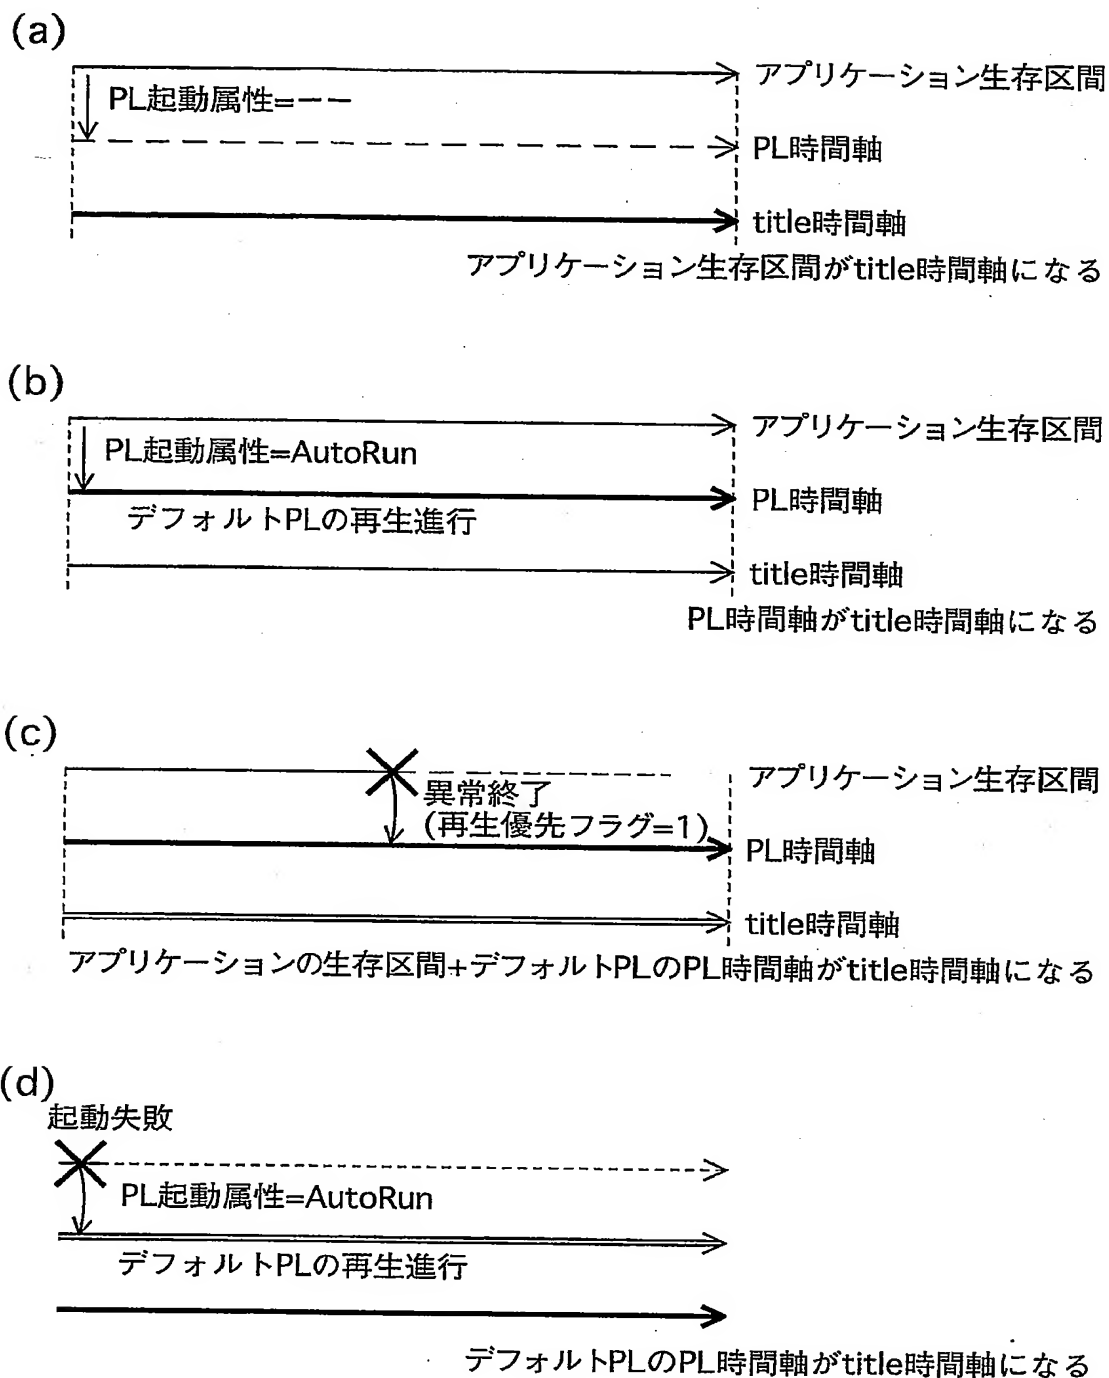 (a)
アプリケーション生存区間
PL起動属性=−−
PL時間軸
title時間軸
アプリケーション生存区間がtitle時間軸になる
(b)
アプリケーション生存区間
PL起動属性=AutoRun
PL時間軸
デフォルトPLの再生進行
title時間軸
PL時間軸がtitle時間軸になる
(c)
アプリケーション生存区間
異常終了
(再生優先フラグ=1)
PL時間軸
title時間軸
アプリケーションの生存区間+デフォルトPLのPL時間軸がtitle時間軸になる
(d)
起動失敗
PL起動属性=AutoRun
デフォルトPLの再生進行
デフォルトPLのPL時間軸がtitle時間軸になる